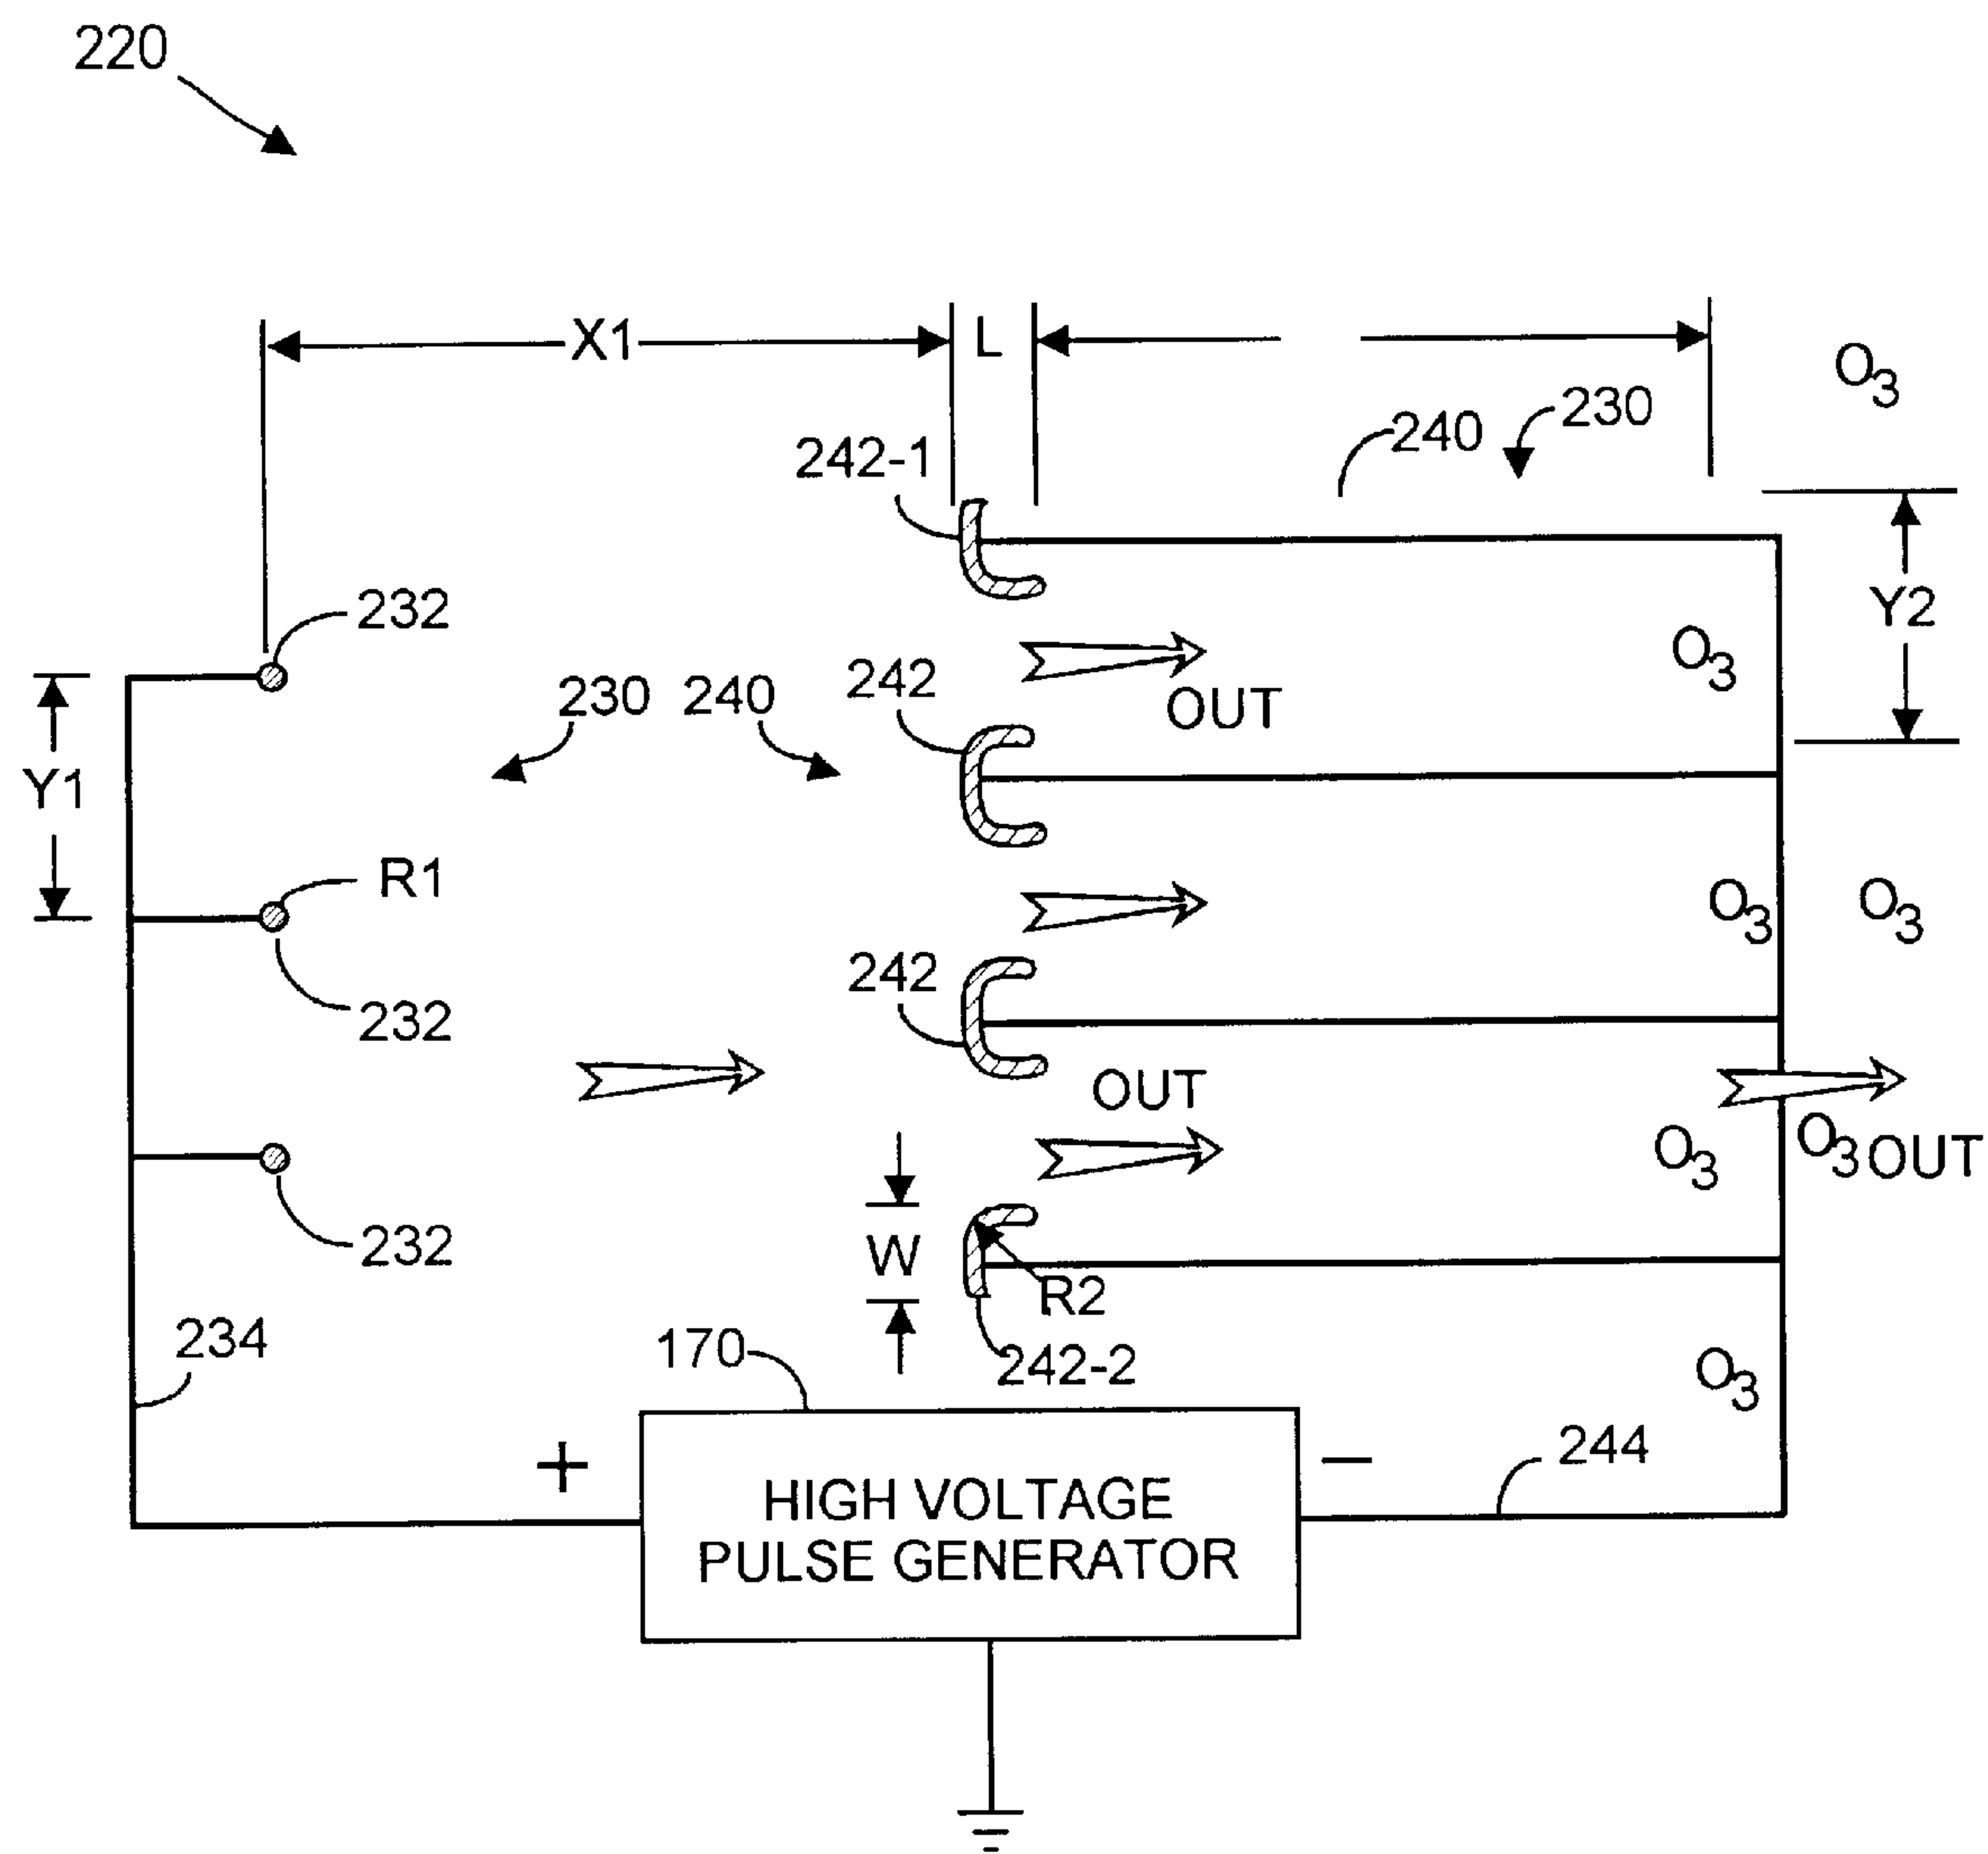 220
X1
L
O3
230
240
242-1
Y2
232
O3
242
230
240
OUT
Y1
R1
O3
O3
242
232
OUT
O3
O3 OUT
232
W
R2
234
170
242-2
O3
244
+
−
HIGH VOLTAGE
PULSE GENERATOR